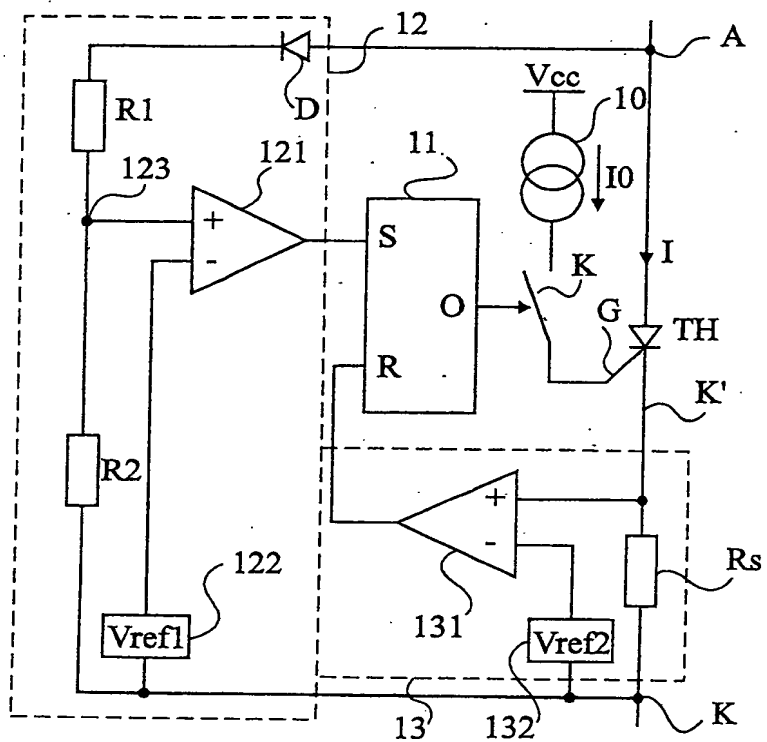 12
A
D
Vcc
10
R1
121
11
I0
123
+
S
K
I
-
G
O
TH
R
K'
R2
+
-
Rs
122
131
Vref1
Vref2
13
132
K